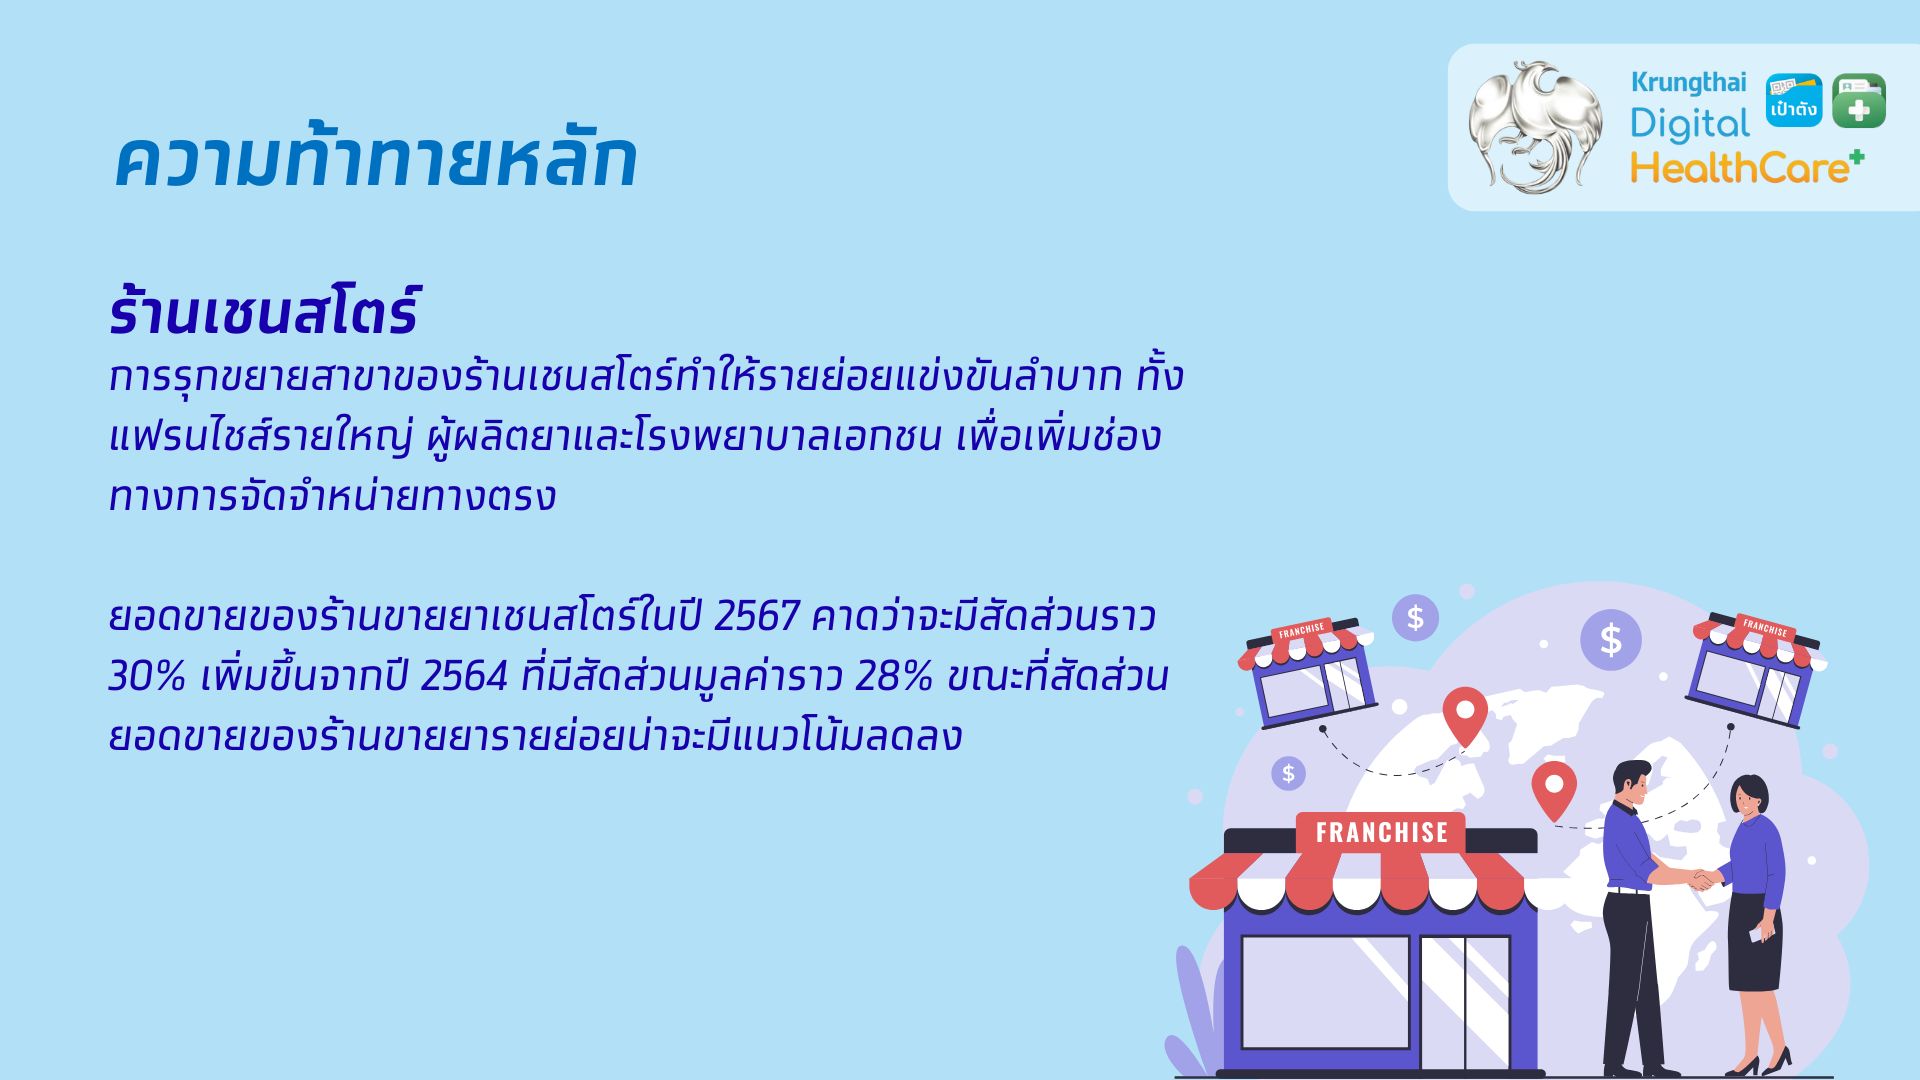 ความท้าทายหลัก
Krungthai
Digital
HealthCare+
เป๋าตัง
ร้านเชนสโตร์
การรุกขยายสาขาของร้านเชนสโตร์ทำให้รายย่อยแข่งขันลำบาก ทั้ง
แฟรนไชส์รายใหญ่ ผู้ผลิตยาและโรงพยาบาลเอกชน เพื่อเพิ่มช่อง
ทางการจัดจำหน่ายทางตรง
ยอดขายของร้านขายยาเชนสโตร์ในปี 2567 คาดว่าจะมีสัดส่วนราว
30% เพิ่มขึ้นจากปี 2564 ที่มีสัดส่วนมูลค่าราว 28% ขณะที่สัดส่วน
ยอดขายของร้านขายยารายย่อยน่าจะมีแนวโน้มลดลง
$
$
FRANCHISE
FRANCHISE
$
FRANCHISE